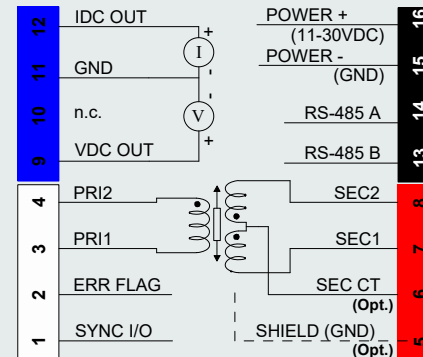 12 IDC OUT
11 GND
10 n.c.
9 VDC OUT
+
I
-
-
V
+
POWER + 16
(11-30VDC)
POWER - 15
(GND)
RS-485 A 14
RS-485 B 13
4 PRI2
3 PRI1
2 ERR FLAG
1 SYNC I/O
SEC2 8
SEC1 7
SEC CT 6
(Opt.)
SHIELD (GND) 5
(Opt.)